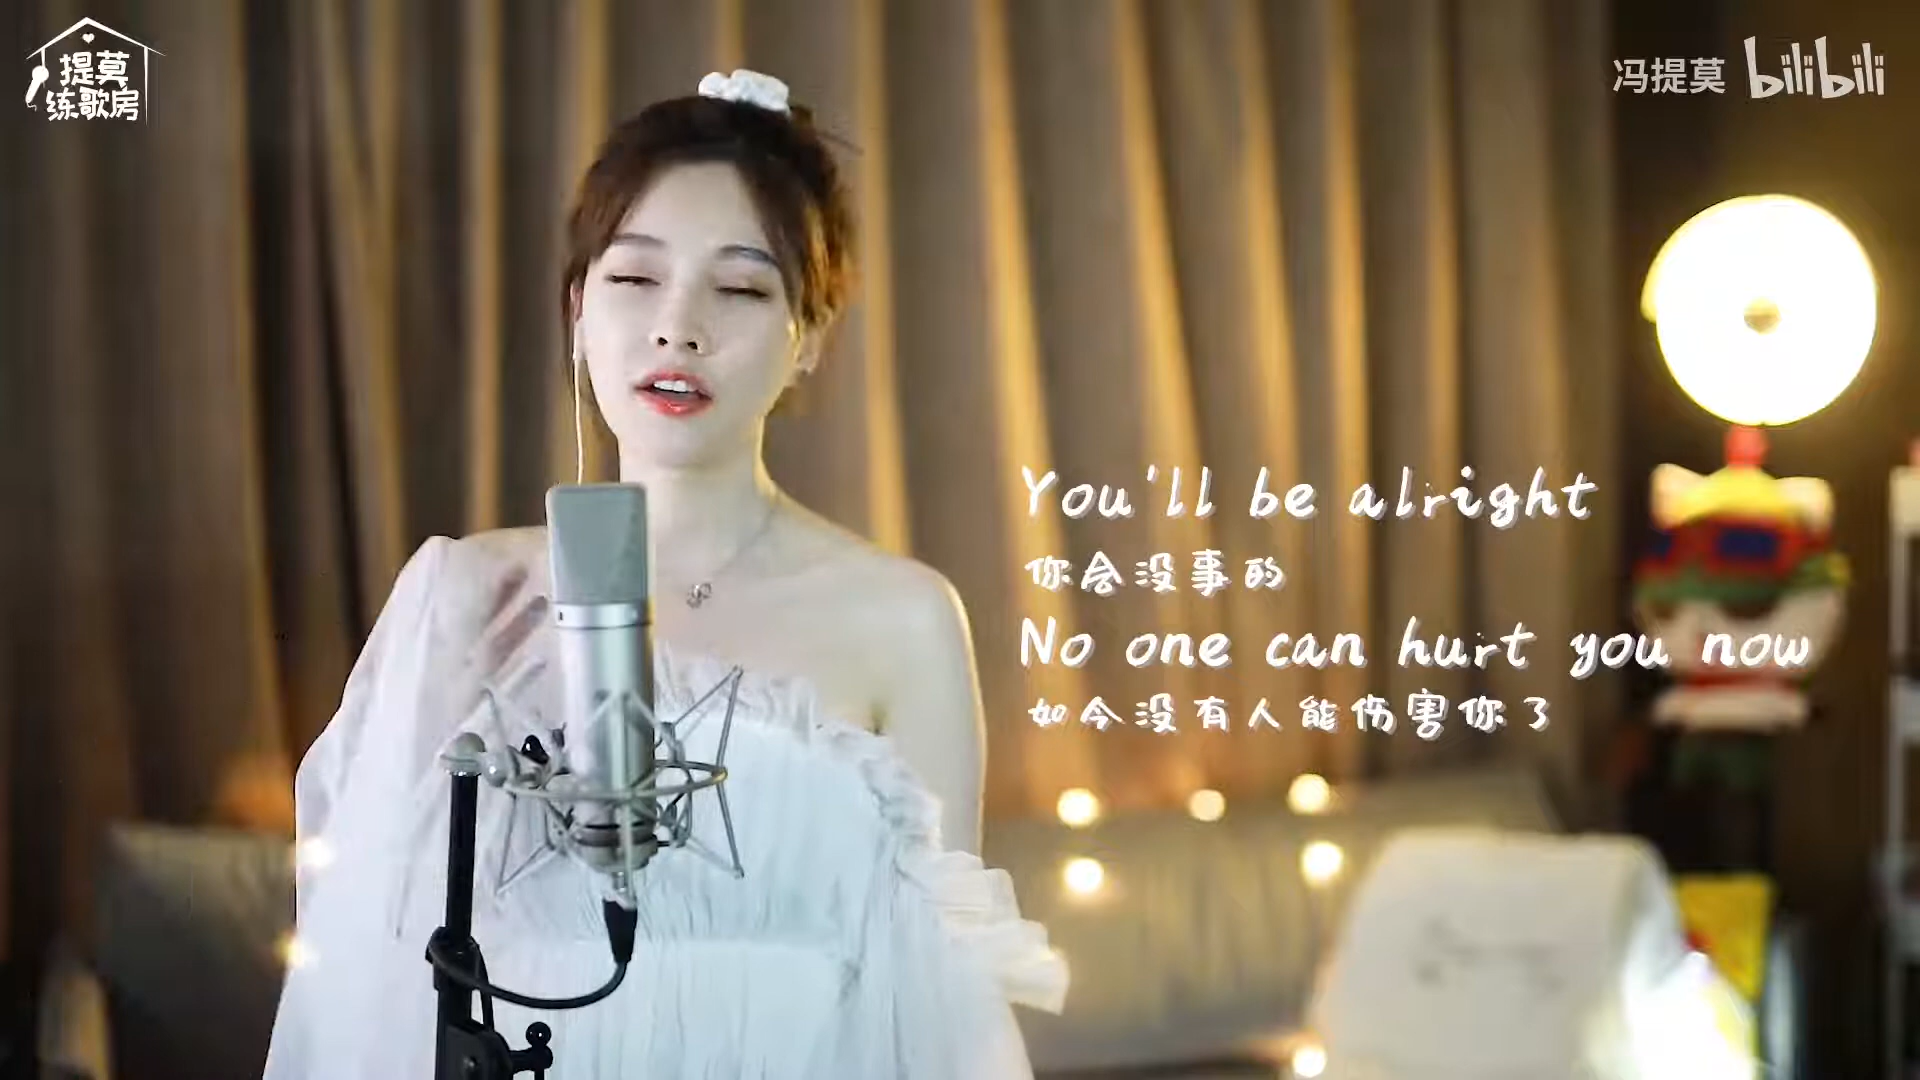 提莫
练歌房
冯提莫 bilibili
You'll be alright
你会没事的
No one can hurt you now
如今没有人能伤害你了